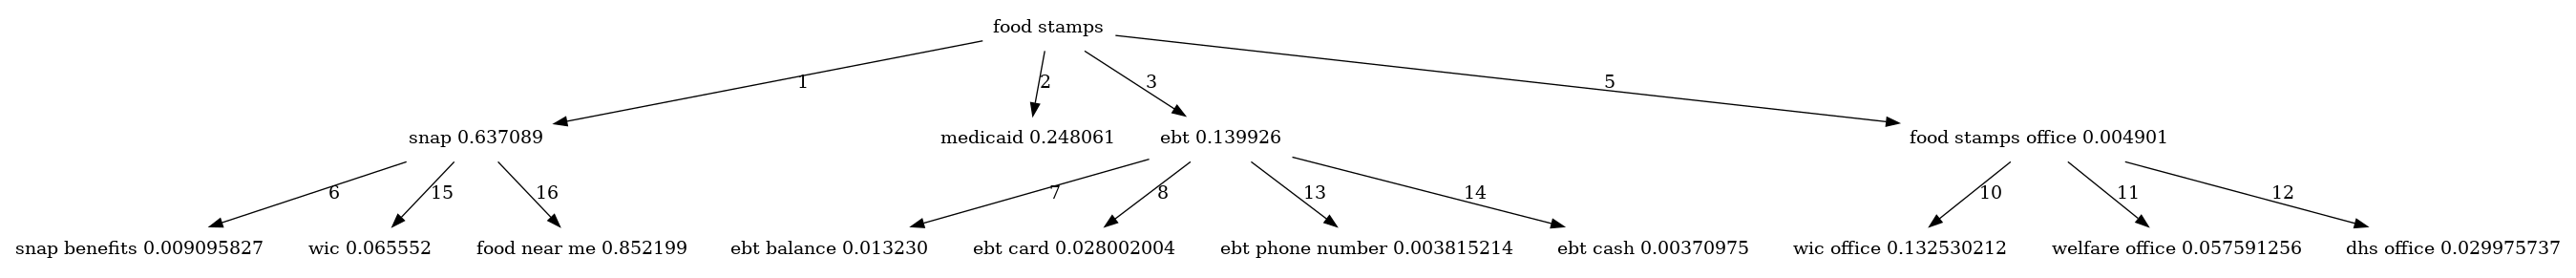 food stamps
1
2
3
5
snap 0.637089
medicaid 0.248061
ebt 0.139926
food stamps office 0.004901
6
15
16
7
8
13
14
10
11
12
snap benefits 0.009095827
wic 0.065552
food near me 0.852199
ebt balance 0.013230
ebt card 0.028002004
ebt phone number 0.003815214
ebt cash 0.00370975
wic office 0.132530212
welfare office 0.057591256
dhs office 0.029975737